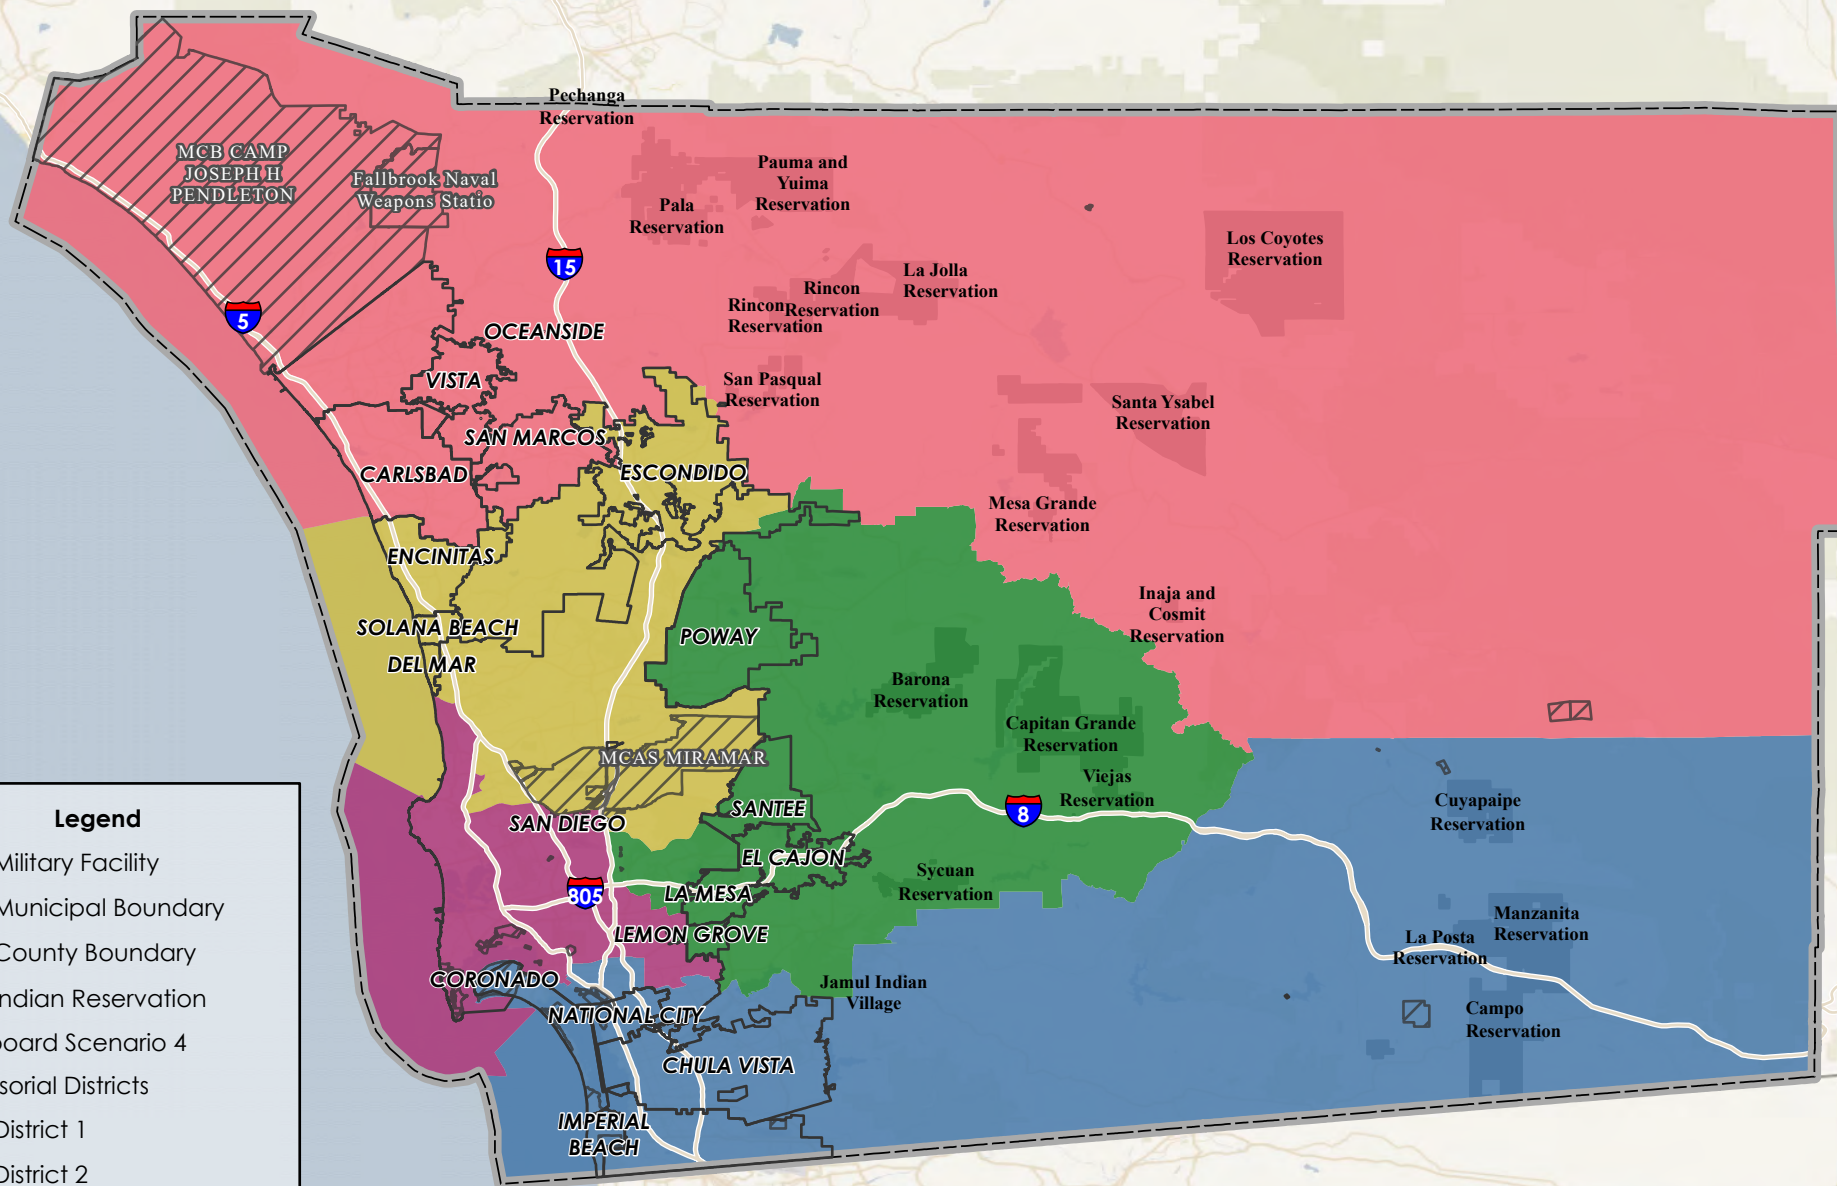 Pechanga
Reservation
MCB CAMP
JOSEPH H
PENDLETON
Fallbrook Naval
Weapons Statio
Pauma and
Yuima
Reservation
Pala
Reservation
Los Coyotes
Reservation
15
La Jolla
Reservation
Rincon
Reservation
Rincon
Reservation
5
OCEANSIDE
VISTA
San Pasqual
Reservation
Santa Ysabel
Reservation
SAN MARCOS
CARLSBAD
ESCONDIDO
Mesa Grande
Reservation
ENCINITAS
Inaja and
Cosmit
Reservation
SOLANA BEACH
POWAY
DEL MAR
Barona
Reservation
Capitan Grande
Reservation
MCAS MIRAMAR
Viejas
Reservation
SANTEE
8
Cuyapaipe
Reservation
SAN DIEGO
EL CAJON
Sycuan
Reservation
805
LA MESA
LEMON GROVE
Manzanita
Reservation
La Posta
Reservation
CORONADO
Jamul Indian
Village
NATIONAL CITY
Campo
Reservation
CHULA VISTA
IMPERIAL
BEACH
Legend
Military Facility
Municipal Boundary
County Boundary
ndian Reservation
oard Scenario 4
sorial Districts
District 1
District 2